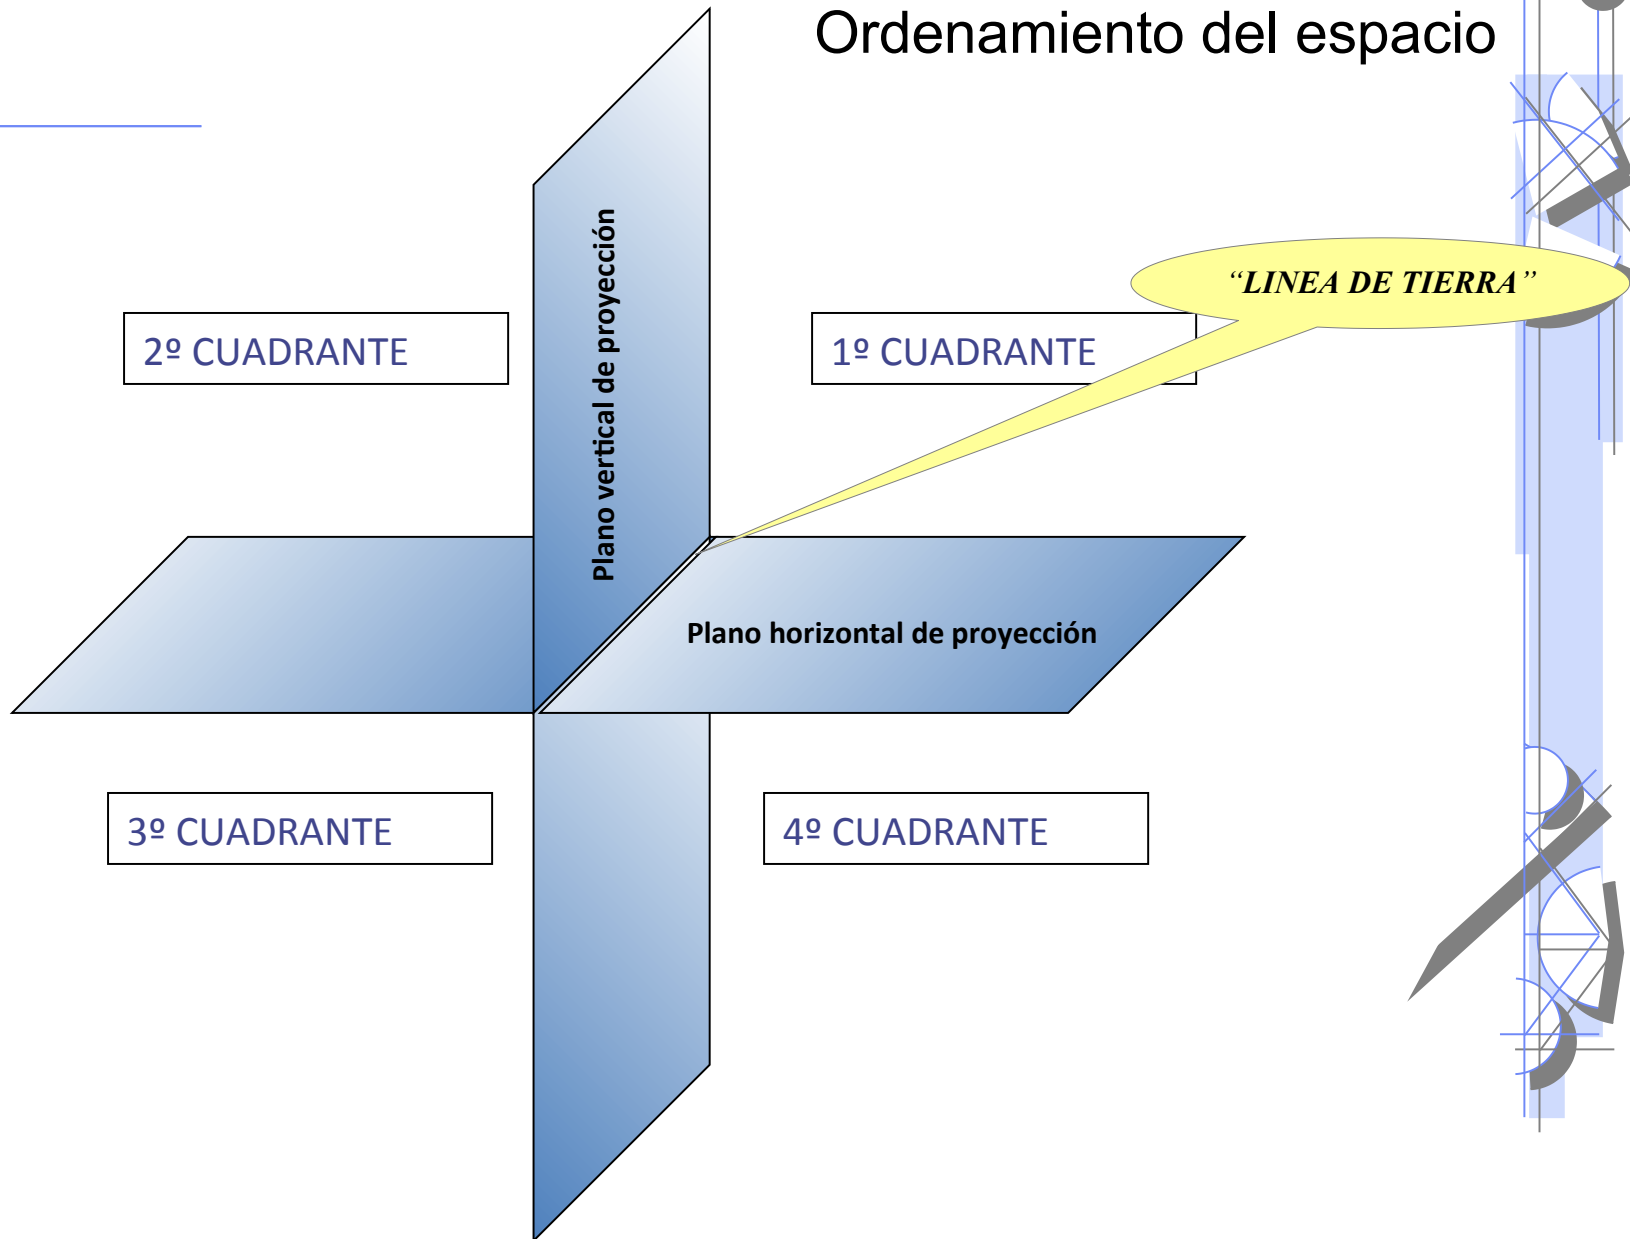 Ordenamiento del espacio
“LINEA DE TIERRA”
2º CUADRANTE
1º CUADRANTE
Plano vertical de proyección
Plano horizontal de proyección
3º CUADRANTE
4º CUADRANTE